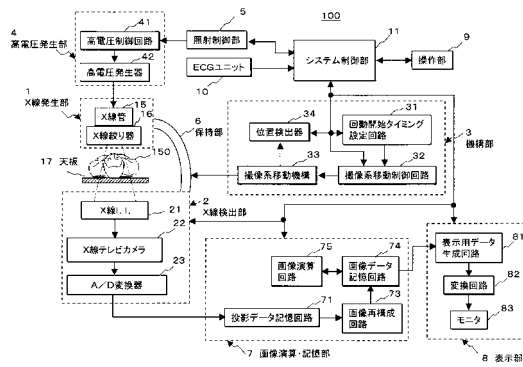 100
4
高電圧発生部
41
高電圧制御回路
42
高電圧発生器
5
照射制御部
ECGユニット
10
11
システム制御部
9
操作部
1
X線発生部
15
X線管
16
X線絞り器
6
保持部
17 天板
150
34
位置検出器
31
回動開始タイミング
設定回路
3
機構部
33
撮像系移動機構
32
撮像系移動制御回路
2
X線検出部
X線I.I.
21
22
X線テレビカメラ
23
A/D変換器
75
画像演算
回路
74
画像データ
記憶回路
71
投影データ記憶回路
73
画像再構成
回路
7 画像演算・記憶部
81
表示用データ
生成回路
82
変換回路
83
モニタ
8 表示部